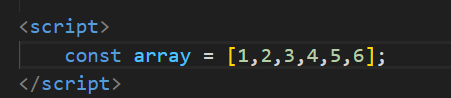 <script>
const array = [1,2,3,4,5,6];
</script>